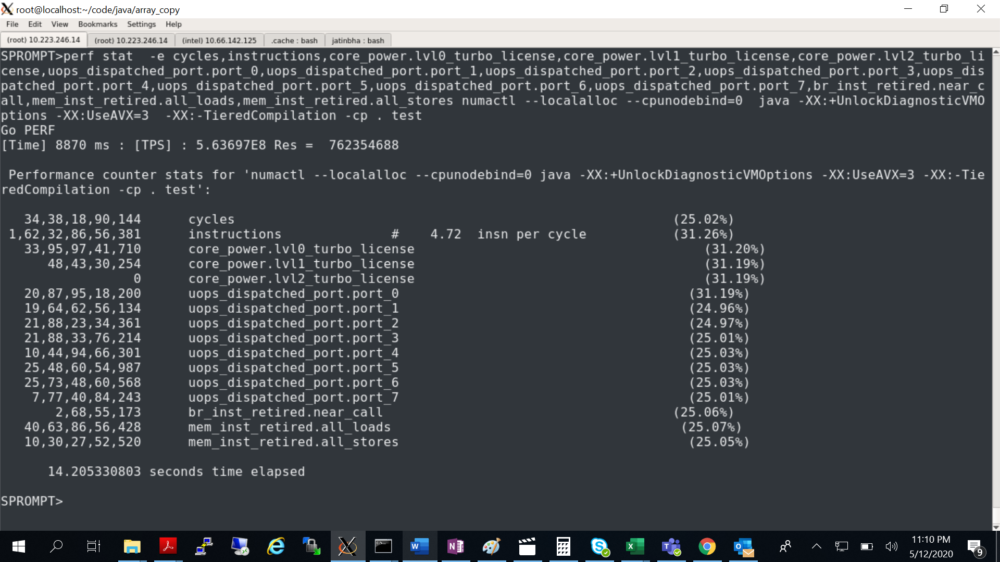 root@localhost:~/code/java/array_copy
File Edit View Bookmarks Settings Help
(root) 10.223.246.14 (root) 10.223.246.14 (intel) 10.66.142.125 .cache : bash jatinbha : bash
SPROMPT>perf stat  -e cycles,instructions,core_power.lvl0_turbo_license,core_power.lvl1_turbo_license,core_power.lvl2_turbo_li
cense,uops_dispatched_port.port_0,uops_dispatched_port.port_1,uops_dispatched_port.port_2,uops_dispatched_port.port_3,uops_dis
patched_port.port_4,uops_dispatched_port.port_5,uops_dispatched_port.port_6,uops_dispatched_port.port_7,br_inst_retired.near_c
all,mem_inst_retired.all_loads,mem_inst_retired.all_stores numactl --localalloc --cpunodebind=0  java -XX:+UnlockDiagnosticVMO
ptions -XX:UseAVX=3  -XX:-TieredCompilation -cp . test
Go PERF
[Time] 8870 ms : [TPS] : 5.63697E8 Res =  762354688
Performance counter stats for 'numactl --localalloc --cpunodebind=0 java -XX:+UnlockDiagnosticVMOptions -XX:UseAVX=3 -XX:-Tie
redCompilation -cp . test':
34,38,18,90,144 cycles (25.02%)
1,62,32,86,56,381 instructions # 4.72 insn per cycle (31.26%)
33,95,97,41,710 core_power.lvl0_turbo_license (31.20%)
48,43,30,254 core_power.lvl1_turbo_license (31.19%)
0 core_power.lvl2_turbo_license (31.19%)
20,87,95,18,200 uops_dispatched_port.port_0 (31.19%)
19,64,62,56,134 uops_dispatched_port.port_1 (24.96%)
21,88,23,34,361 uops_dispatched_port.port_2 (24.97%)
21,88,33,76,214 uops_dispatched_port.port_3 (25.01%)
10,44,94,66,301 uops_dispatched_port.port_4 (25.03%)
25,48,60,54,987 uops_dispatched_port.port_5 (25.03%)
25,73,48,60,568 uops_dispatched_port.port_6 (25.03%)
7,77,40,84,243 uops_dispatched_port.port_7 (25.01%)
2,68,55,173 br_inst_retired.near_call (25.06%)
40,63,86,56,428 mem_inst_retired.all_loads (25.07%)
10,30,27,52,520 mem_inst_retired.all_stores (25.05%)
14.205330803 seconds time elapsed
SPROMPT>
11:10 PM
5/12/2020
9